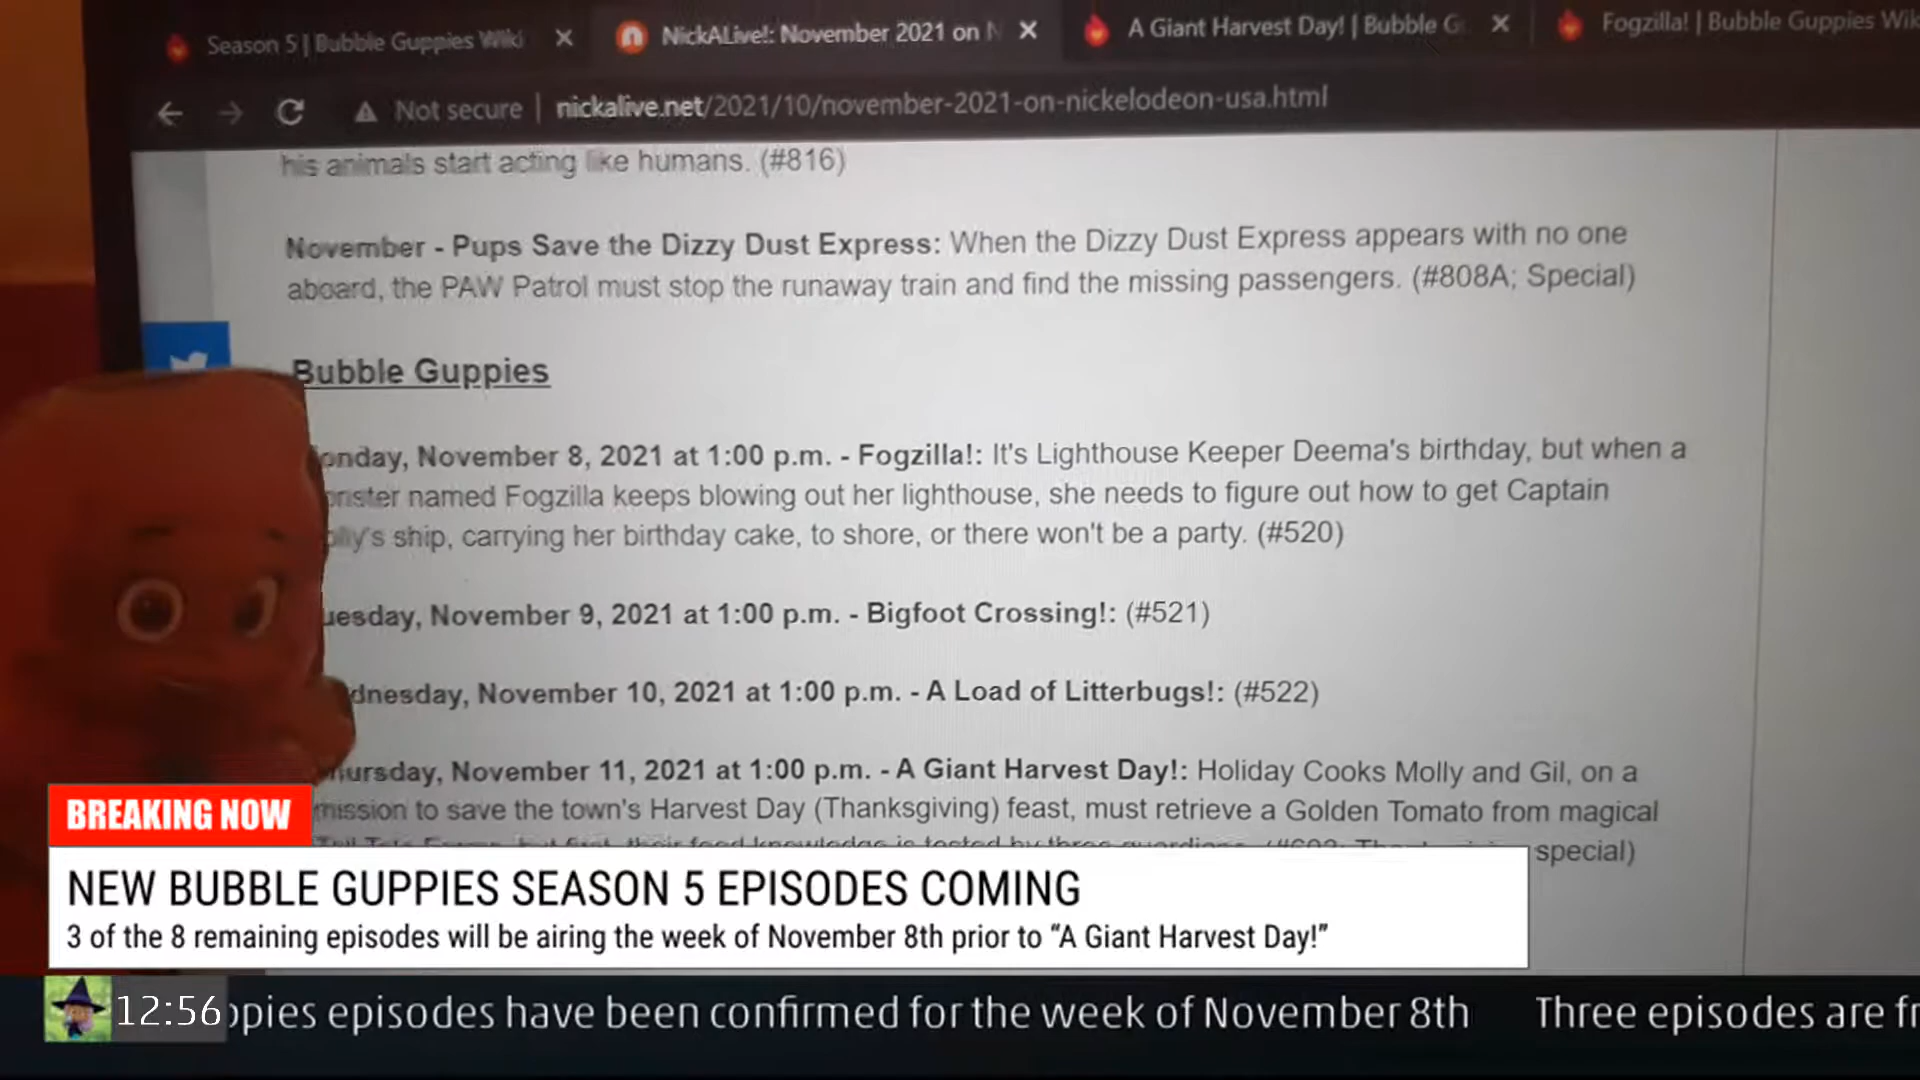 Season 5 | Bubble Guppies Wiki
NickALive!: November 2021 on N
A Giant Harvest Day! | Bubble G
Fogzilla! | Bubble Guppies Wik
Not secure | nickalive.net/2021/10/november-2021-on-nickelodeon-usa.html
his animals start acting like humans. (#816)
November - Pups Save the Dizzy Dust Express: When the Dizzy Dust Express appears with no one
aboard, the PAW Patrol must stop the runaway train and find the missing passengers. (#808A; Special)
Bubble Guppies
onday, November 8, 2021 at 1:00 p.m. - Fogzilla!: It's Lighthouse Keeper Deema's birthday, but when a
nster named Fogzilla keeps blowing out her lighthouse, she needs to figure out how to get Captain
olly's ship, carrying her birthday cake, to shore, or there won't be a party. (#520)
uesday, November 9, 2021 at 1:00 p.m. - Bigfoot Crossing!: (#521)
dnesday, November 10, 2021 at 1:00 p.m. - A Load of Litterbugs!: (#522)
hursday, November 11, 2021 at 1:00 p.m. - A Giant Harvest Day!: Holiday Cooks Molly and Gil, on a
mission to save the town's Harvest Day (Thanksgiving) feast, must retrieve a Golden Tomato from magical
special)
BREAKING NOW
NEW BUBBLE GUPPIES SEASON 5 EPISODES COMING
3 of the 8 remaining episodes will be airing the week of November 8th prior to “A Giant Harvest Day!”
12:56 ppies episodes have been confirmed for the week of November 8th Three episodes are fr